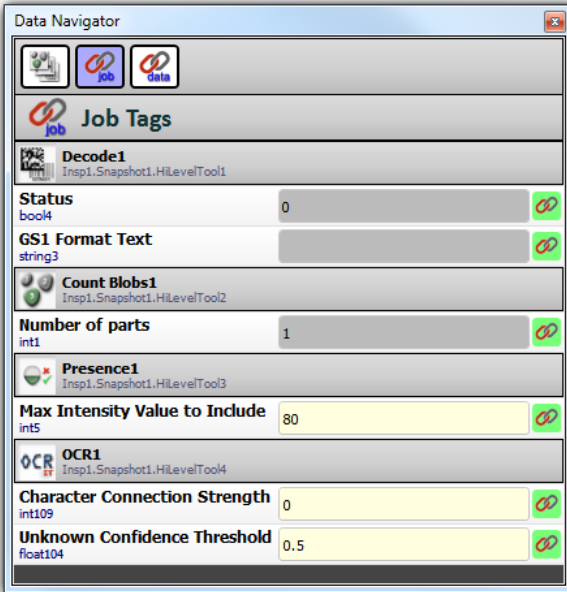 Data Navigator
job
data
job
Job Tags
Decode1
Insp1.Snapshot1.HiLevelTool1
Status
bool4
0
GS1 Format Text
string3
Count Blobs1
Insp1.Snapshot1.HiLevelTool2
Number of parts
int1
1
Presence1
Insp1.Snapshot1.HiLevelTool3
Max Intensity Value to Include
int5
80
OCR
OCR1
Insp1.Snapshot1.HiLevelTool4
Character Connection Strength
int109
0
Unknown Confidence Threshold
float104
0.5